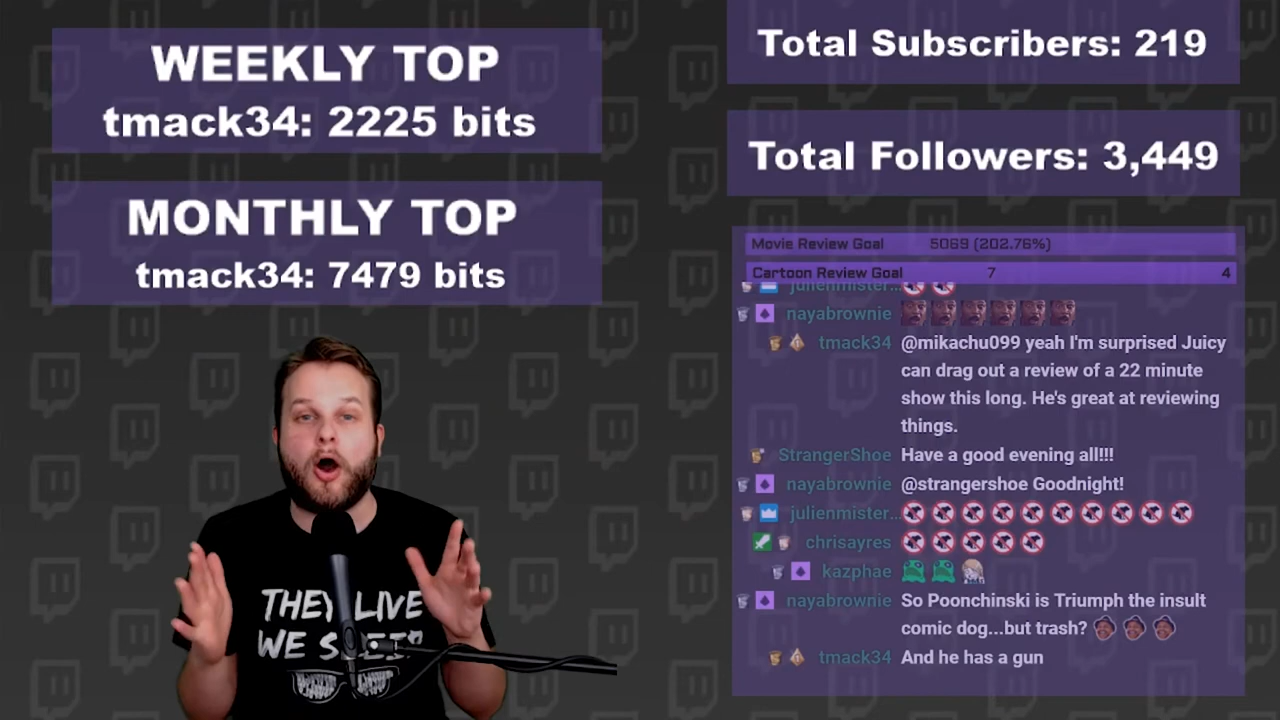 WEEKLY TOP
tmack34: 2225 bits
MONTHLY TOP
tmack34: 7479 bits
THEY LIVE
WE
Total Subscribers: 219
Total Followers: 3,449
Movie Review Goal 5069 (202.76%)
Cartoon Review Goal 7 4
julienmister...
nayabrownie
tmack34 @mikachu099 yeah I'm surprised Juicy
can drag out a review of a 22 minute
show this long. He's great at reviewing
things.
StrangerShoe Have a good evening all!!!
nayabrownie @strangershoe Goodnight!
julienmister...
chrisayres
kazphae
nayabrownie So Poonchinski is Triumph the insult
comic dog...but trash?
tmack34 And he has a gun